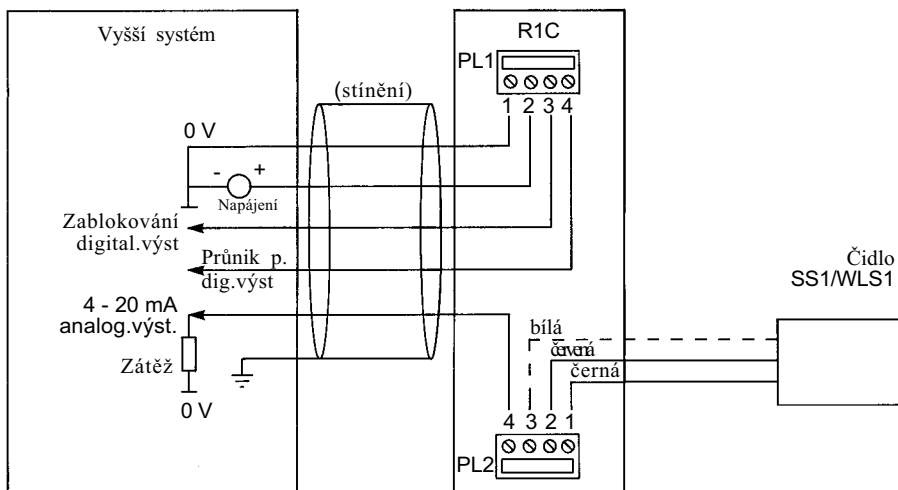 Vyšší systém
R1C
PL1
1 2 3 4
(stínění)
0 V
- +
Napájení
Zablokování
digital.výst
Průnik p.
dig.výst
4 - 20 mA
analog.výst.
Zátěž
0 V
Čidlo
SS1/WLS1
bílá
červená
černá
4 3 2 1
PL2